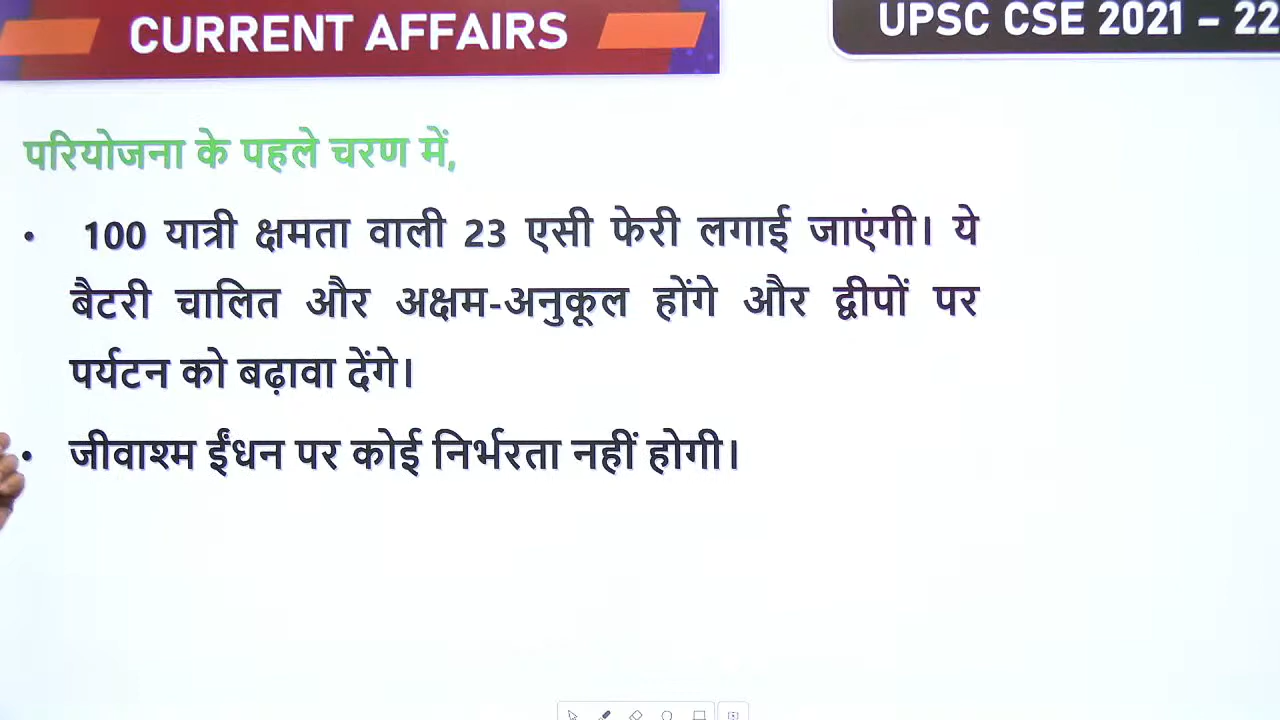 CURRENT AFFAIRS
UPSC CSE 2021 – 22
परियोजना के पहले चरण में,
• 100 यात्री क्षमता वाली 23 एसी फेरी लगाई जाएंगी। ये
बैटरी चालित और अक्षम-अनुकूल होंगे और द्वीपों पर
पर्यटन को बढ़ावा देंगे।
• जीवाश्म ईंधन पर कोई निर्भरता नहीं होगी।